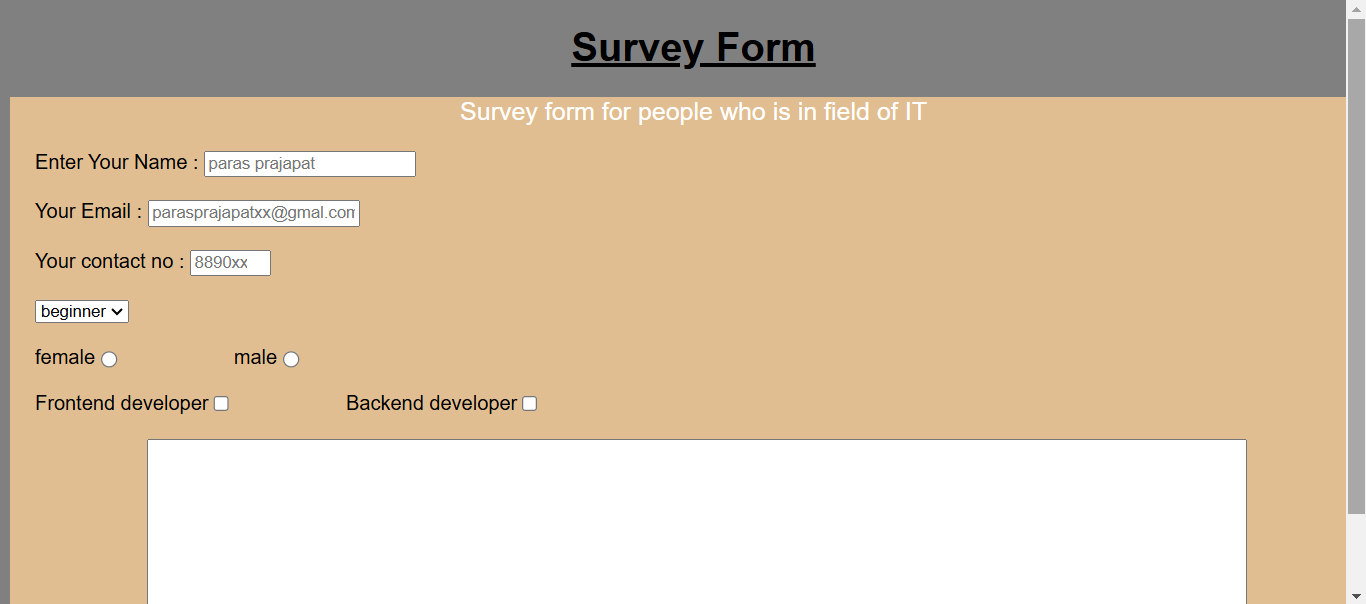 Survey Form
Survey form for people who is in field of IT
Enter Your Name : paras prajapat
Your Email : parasprajapatxx@gmal.com
Your contact no : 8890xx
beginner
female male
Frontend developer Backend developer